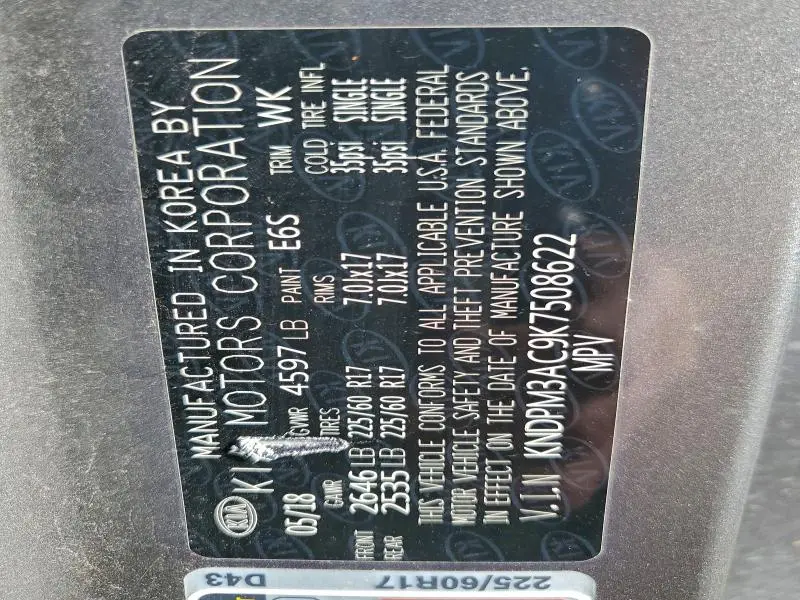 MANUFACTURED IN KOREA BY
KIA KI MOTORS CORPORATION
05/18 GVWR 4597 LB PAINT E6S TRIM WK
GAWR TIRES RIMS COLD TIRE INFL
FRONT 2646 LB 225/60 R17 7.0Jx17 35psi SINGLE
REAR 2535 LB 225/60 R17 7.0Jx17 35psi SINGLE
THIS VEHICLE CONFORMS TO ALL APPLICABLE U.S.A. FEDERAL
MOTOR VEHICLE SAFETY AND THEFT PREVENTION STANDARDS
IN EFFECT ON THE DATE OF MANUFACTURE SHOWN ABOVE.
V.I.N KNDPM3AC9K7508622
MPV
225/60R17 D43